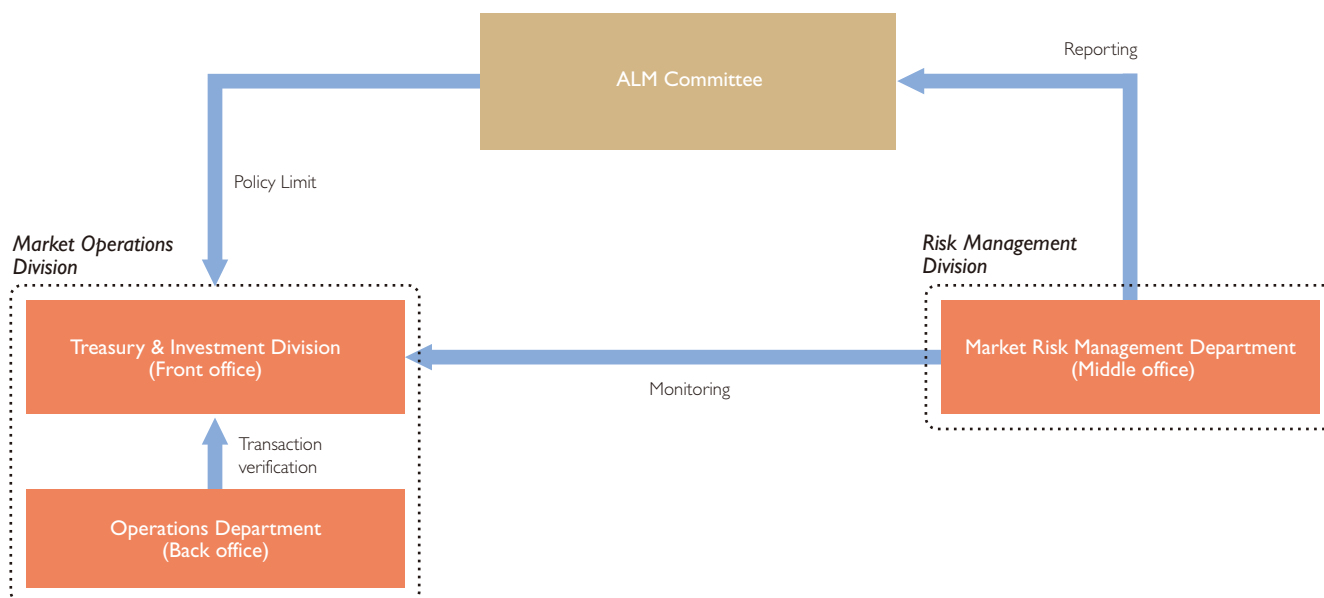 Reporting
ALM Committee
Policy Limit
Market Operations
Division
Risk Management
Division
Treasury & Investment Division
(Front office)
Market Risk Management Department
(Middle office)
Monitoring
Transaction
verification
Operations Department
(Back office)